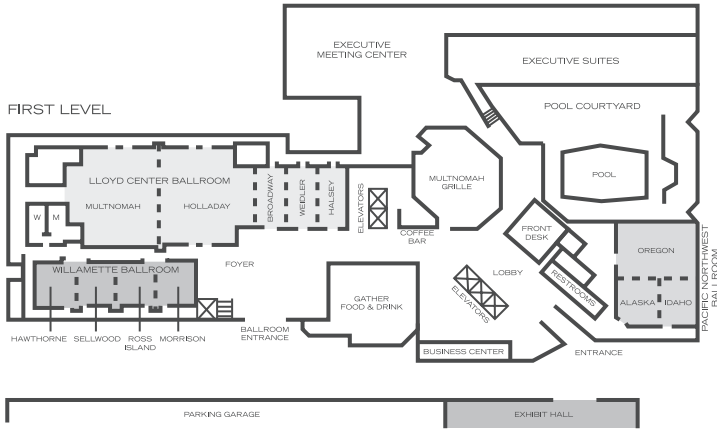 EXECUTIVE
MEETING CENTER
EXECUTIVE SUITES
FIRST LEVEL
POOL COURTYARD
POOL
LLOYD CENTER BALLROOM
MULTNOMAH
HOLLADAY
BROADWAY
WEIDLER
HALSEY
ELEVATORS
MULTNOMAH
GRILLE
COFFEE
BAR
W
M
FRONT
DESK
OREGON
WILLAMETTE BALLROOM
FOYER
LOBBY
RESTROOMS
ELEVATORS
GATHER
FOOD & DRINK
ALASKA
IDAHO
PACIFIC NORTHWEST
BALLROOM
HAWTHORNE
SELLWOOD
ROSS
ISLAND
MORRISON
BALLROOM
ENTRANCE
BUSINESS CENTER
ENTRANCE
PARKING GARAGE
EXHIBIT HALL